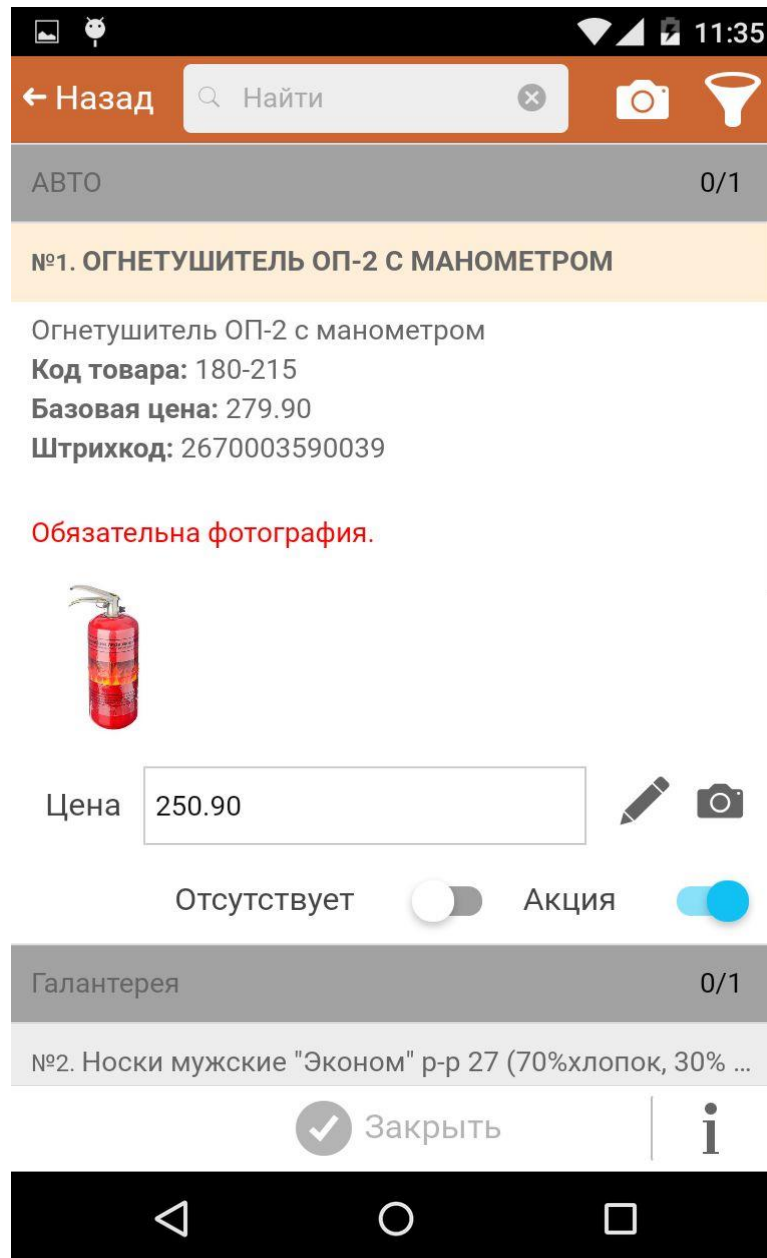 11:35
Назад
Найти
АВТО 0/1
№1. ОГНЕТУШИТЕЛЬ ОП-2 С МАНОМЕТРОМ
Огнетушитель ОП-2 с манометром
Код товара: 180-215
Базовая цена: 279.90
Штрихкод: 2670003590039
Обязательна фотография.
Цена 250.90
Отсутствует Акция
Галантерея 0/1
№2. Носки мужские "Эконом" р-р 27 (70%хлопок, 30% ...
Закрыть